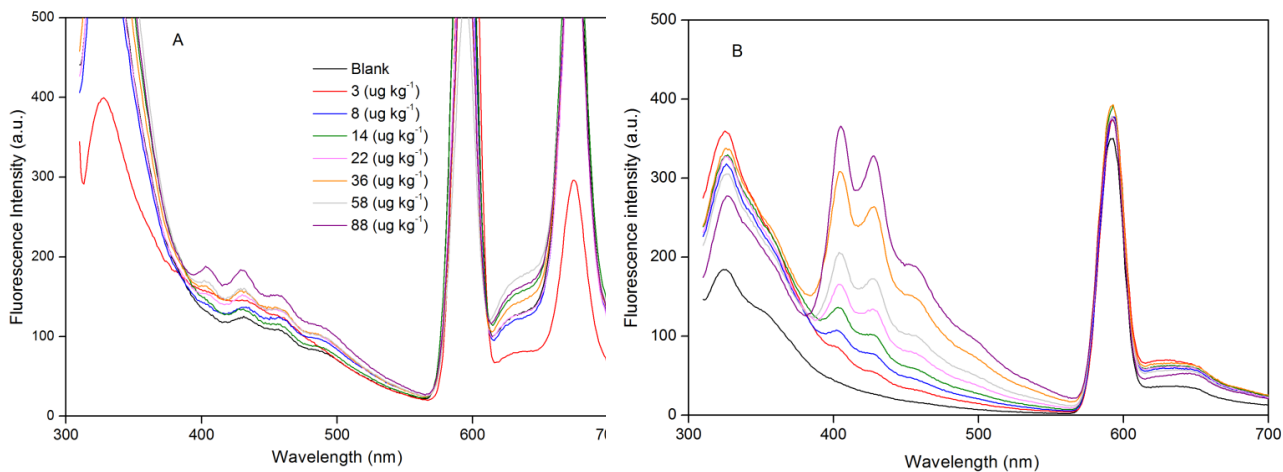 500
400
300
200
100
0
300
400
500
600
Fluorescence Intensity (a.u.)
Wavelength (nm)
A
Blank
3 (ug kg⁻¹)
8 (ug kg⁻¹)
14 (ug kg⁻¹)
22 (ug kg⁻¹)
36 (ug kg⁻¹)
58 (ug kg⁻¹)
88 (ug kg⁻¹)
500
400
300
200
100
0
300
400
500
600
700
Fluorescence intensity (a.u.)
Wavelength (nm)
B